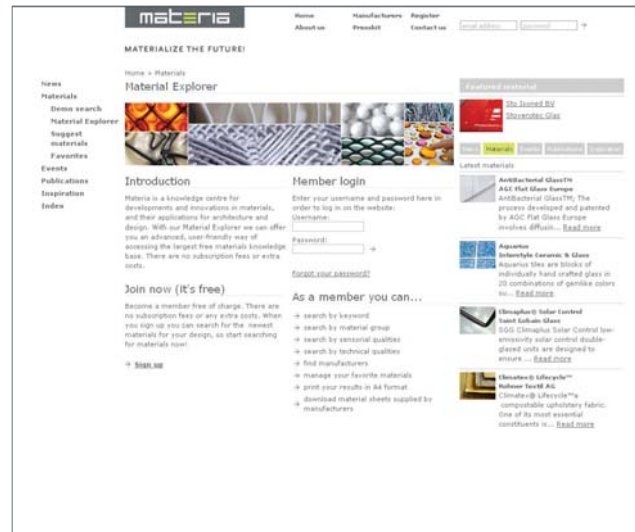 materia
Home Manufacturers Register
About us Presskit Contact us
email address password
MATERIALIZE THE FUTURE!
Home > Materials
Material Explorer
News
Materials
Demo search
Material Explorer
Suggest
materials
Favorites
Events
Publications
Inspiration
Index
Introduction
Materia is a knowledge centre for
developments and innovations in materials,
and their applications for architecture and
design. With our Material Explorer we can offer
you an advanced, user-friendly way of
accessing the largest free materials knowledge
base. There are no subscription fees or extra
costs.
Join now (it's free)
Become a member free of charge. There are
no subscription fees or any extra costs. When
you sign up you can search for the newest
materials for your design, so start searching
for materials now!
→ Sign up
Member login
Enter your username and password here in
order to log in on the website:
Username:
Password:
→
Forgot your password?
As a member you can...
→ search by keyword
→ search by material group
→ search by sensorial qualities
→ search by technical qualities
→ find manufacturers
→ manage your favorite materials
→ print your results in A4 format
→ download material sheets supplied by
manufacturers
Featured material
Sto Isoned BV
Stoventec Glas
News Materials Events Publications Inspiration
Latest materials
AntiBacterial GlassTM
AGC Flat Glass Europe
AntiBacterial Glass™; The
process developed and patented
by AGC Flat Glass Europe
involves diffusin... Read more
Aquarius
Interstyle Ceramic & Glass
Aquarius tiles are blocks of
individually hand crafted glass in
20 combinations of gemlike colors
su... Read more
Climaplus® Solar Control
Saint Gobain Glass
SGG Climaplus Solar Control low-
emissivity solar control double-
glazed units are designed to
ensure ... Read more
Climatex® Lifecycle™
Rohner Textil AG
Climatex® Lifecycle™a
compostable upholstery fabric.
One of its most essential
constituents is... Read more